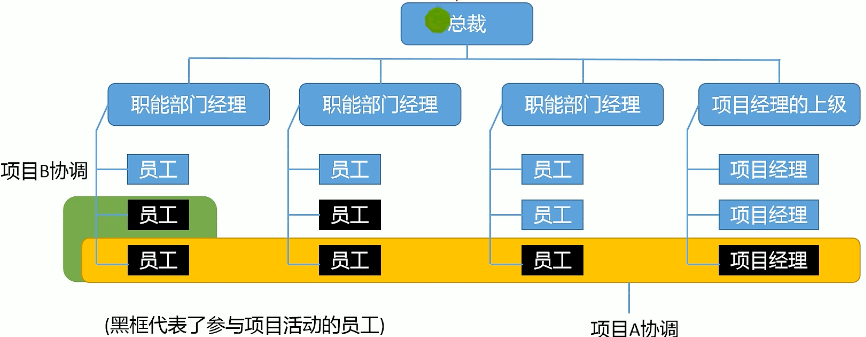 总裁
职能部门经理
职能部门经理
职能部门经理
项目经理的上级
项目B协调
员工
员工
员工
项目经理
员工
员工
员工
项目经理
员工
员工
员工
项目经理
(黑框代表了参与项目活动的员工)
项目A协调